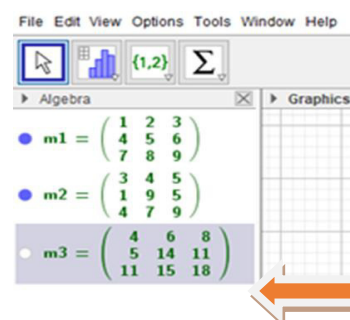 File Edit View Options Tools Window Help
{1,2} Σ
Algebra
Graphics
m1 = ( 1 2 3
4 5 6
7 8 9 )
m2 = ( 3 4 5
1 9 5
4 7 9 )
m3 = ( 4 6 8
5 14 11
11 15 18 )